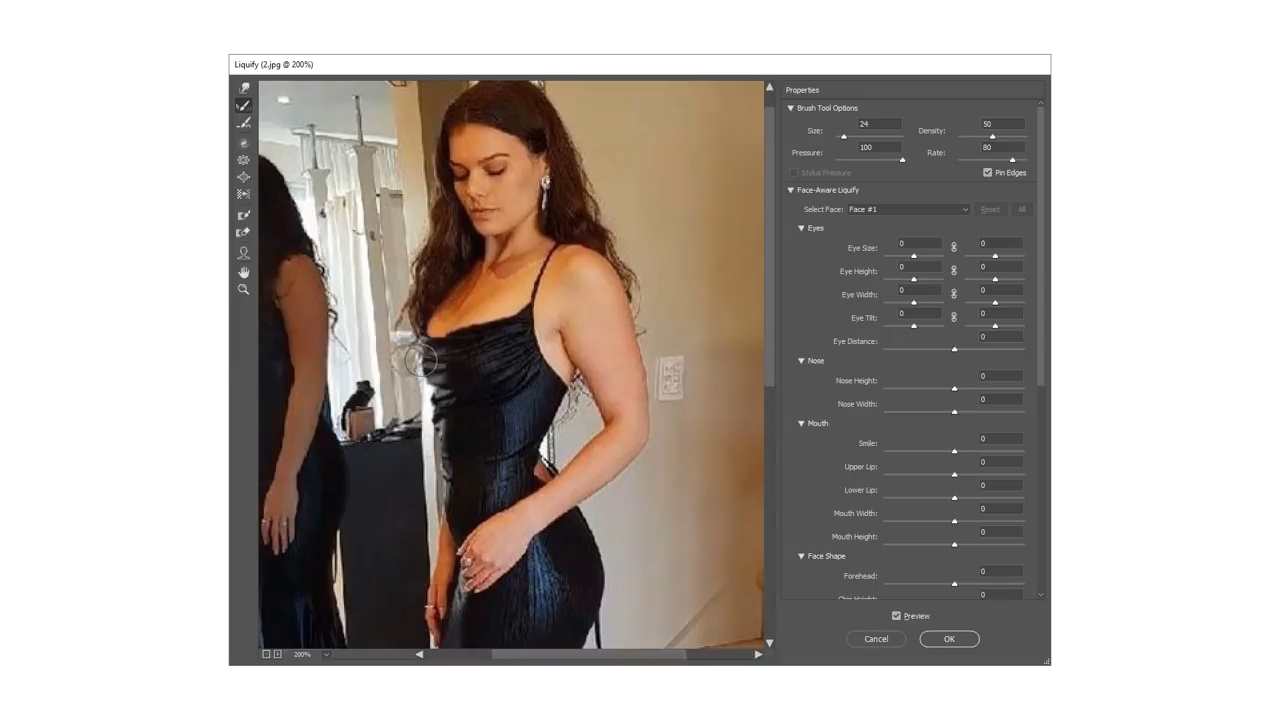 Liquify (2.jpg @ 200%)
Properties
Brush Tool Options
Size: 24 Density: 50
Pressure: 100 Rate: 80
Stylus Pressure Pin Edges
Face-Aware Liquify
Select Face: Face #1 Reset All
Eyes
Eye Size: 0 0
Eye Height: 0 0
Eye Width: 0 0
Eye Tilt: 0 0
Eye Distance: 0
Nose
Nose Height: 0
Nose Width: 0
Mouth
Smile: 0
Upper Lip: 0
Lower Lip: 0
Mouth Width: 0
Mouth Height: 0
Face Shape
Forehead: 0
Chin Height: 0
Preview
Cancel OK
200%